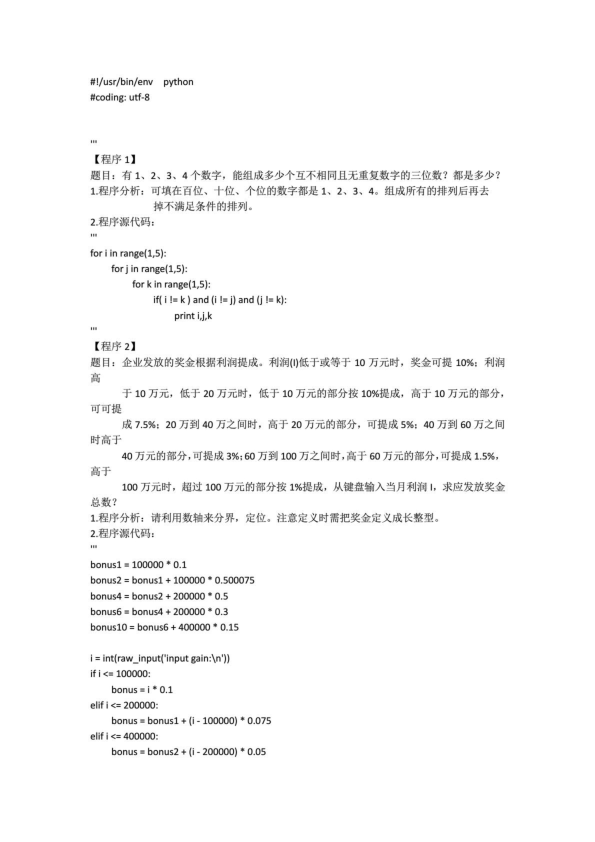 #!/usr/bin/env    python
#coding: utf-8
'''
【程序 1】
题目：有 1、2、3、4 个数字，能组成多少个互不相同且无重复数字的三位数？都是多少？
1.程序分析：可填在百位、十位、个位的数字都是 1、2、3、4。组成所有的排列后再去
掉不满足条件的排列。
2.程序源代码：
'''
for i in range(1,5):
    for j in range(1,5):
        for k in range(1,5):
            if( i != k ) and (i != j) and (j != k):
                print i,j,k
'''
【程序 2】
题目：企业发放的奖金根据利润提成。利润(I)低于或等于 10 万元时，奖金可提 10%；利润
高
于 10 万元，低于 20 万元时，低于 10 万元的部分按 10%提成，高于 10 万元的部分，
可可提
成 7.5%；20 万到 40 万之间时，高于 20 万元的部分，可提成 5%；40 万到 60 万之间
时高于
40 万元的部分，可提成 3%；60 万到 100 万之间时，高于 60 万元的部分，可提成 1.5%，
高于
100 万元时，超过 100 万元的部分按 1%提成，从键盘输入当月利润 I，求应发放奖金
总数？
1.程序分析：请利用数轴来分界，定位。注意定义时需把奖金定义成长整型。
2.程序源代码：
'''
bonus1 = 100000 * 0.1
bonus2 = bonus1 + 100000 * 0.500075
bonus4 = bonus2 + 200000 * 0.5
bonus6 = bonus4 + 200000 * 0.3
bonus10 = bonus6 + 400000 * 0.15
i = int(raw_input('input gain:\n'))
if i <= 100000:
    bonus = i * 0.1
elif i <= 200000:
    bonus = bonus1 + (i - 100000) * 0.075
elif i <= 400000:
    bonus = bonus2 + (i - 200000) * 0.05